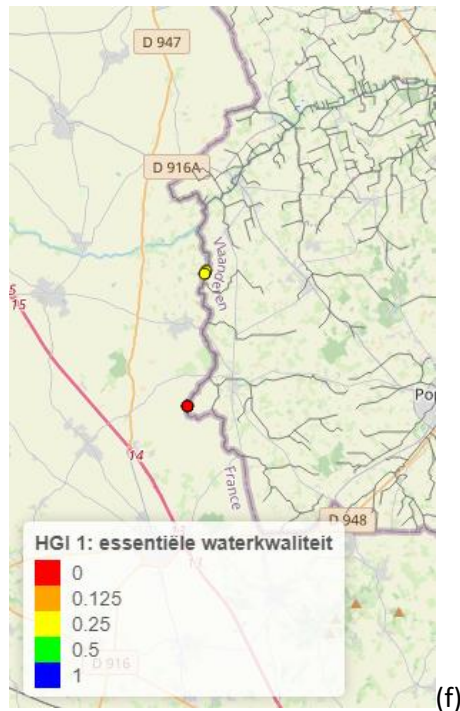 D 947
D 916A
Vlaanderen
5
15
14
Pop
France
D 948
13
HGI 1: essentiële waterkwaliteit
0
0.125
0.25
0.5
1
D 916
(f)